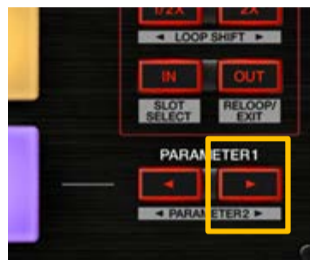 1/2X 2X
◄ LOOP SHIFT ►
IN OUT
SLOT SELECT RELOOP/ EXIT
PARAMETER1
◄ ►
◄ PARAMETER2 ►